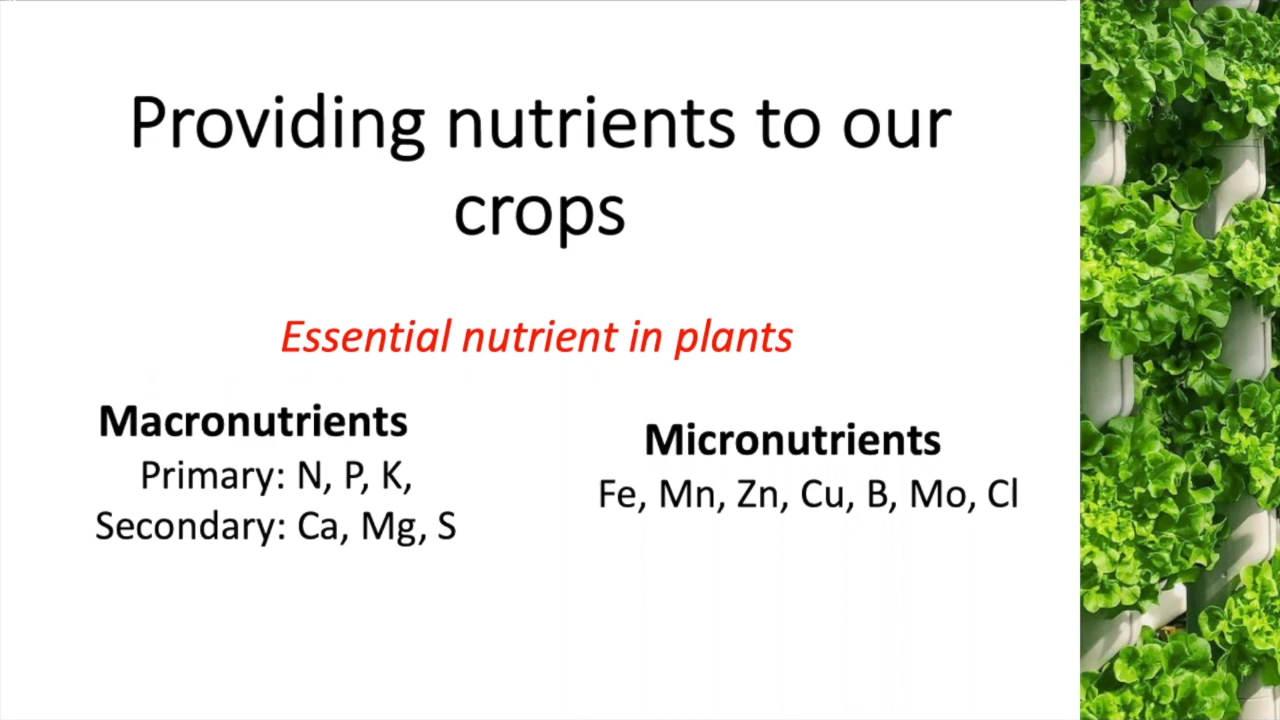 Providing nutrients to our
crops
Essential nutrient in plants
Macronutrients
Primary: N, P, K,
Secondary: Ca, Mg, S
Micronutrients
Fe, Mn, Zn, Cu, B, Mo, Cl